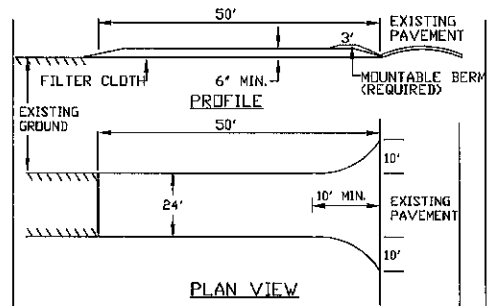 50'
EXISTING
PAVEMENT
3'
FILTER CLOTH
6" MIN.
MOUNTABLE BERM
(REQUIRED)
PROFILE
EXISTING
GROUND
50'
10'
10' MIN.
24'
EXISTING
PAVEMENT
10'
PLAN VIEW